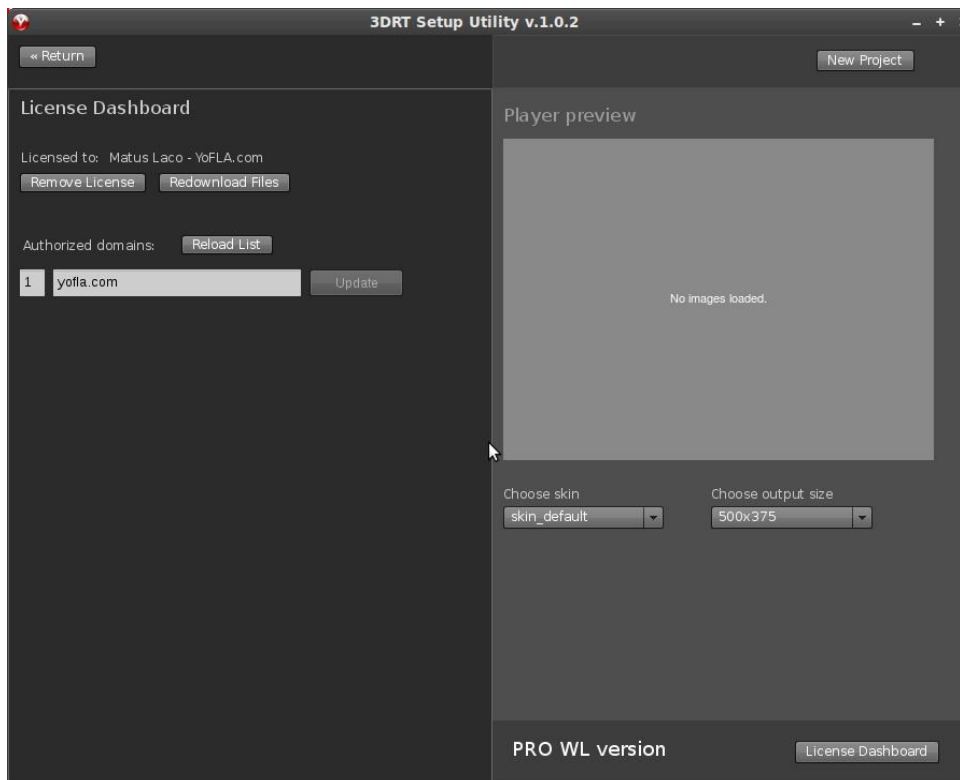 3DRT Setup Utility v.1.0.2
« Return
New Project
License Dashboard
Licensed to: Matus Laco - YoFLA.com
Remove License Redownload Files
Authorized domains: Reload List
1 yofla.com Update
Player preview
No images loaded.
Choose skin Choose output size
skin_default 500x375
PRO WL version License Dashboard